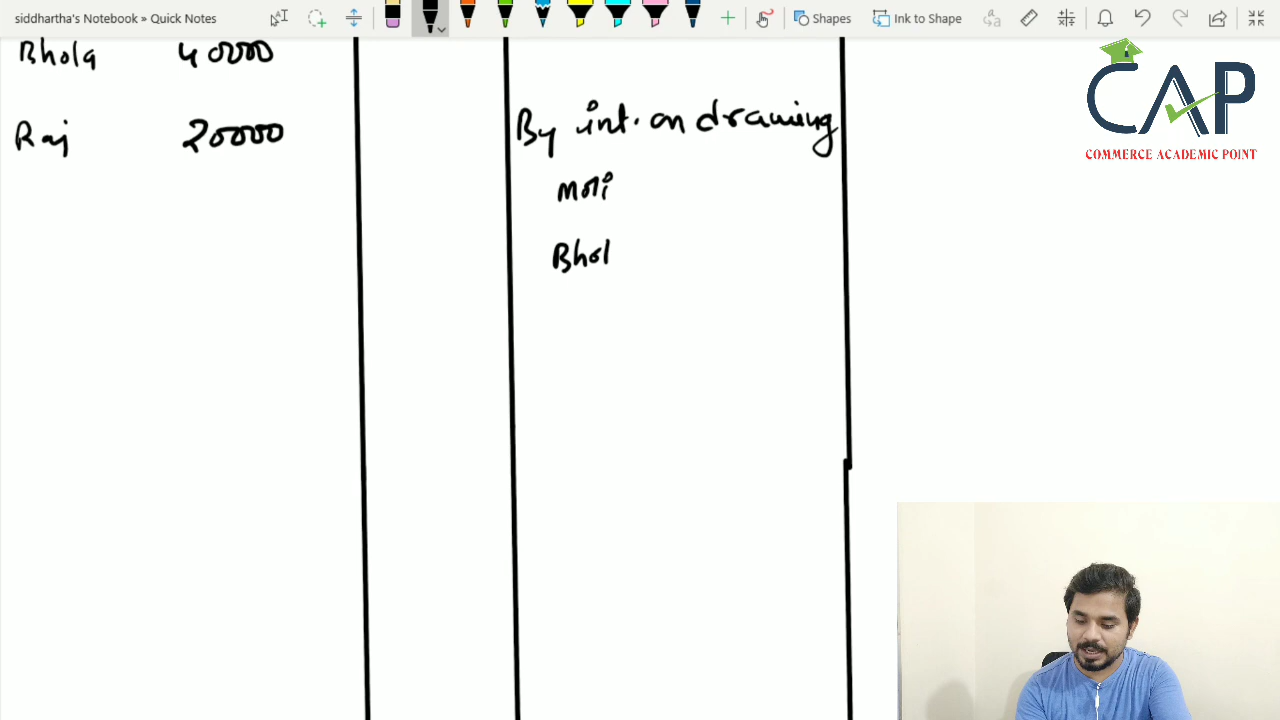 siddhartha's Notebook » Quick Notes
Shapes
Ink to Shape
CAP
COMMERCE ACADEMIC POINT
Bhola 40000
Raj 20000
By int. on drawing
Moti
Bhol